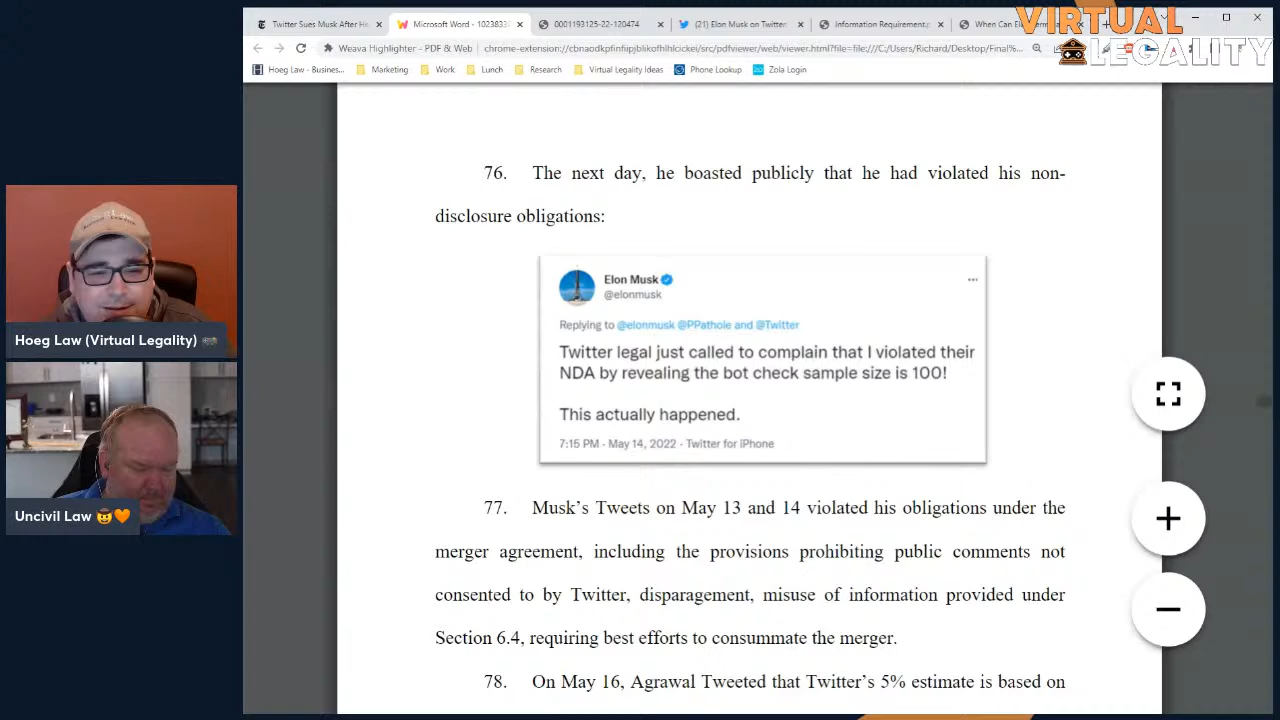 Twitter Sues Musk After He
Microsoft Word - 1023833
0001193125-22-120474
(21) Elon Musk on Twitter
Information Requirement.p
When Can El
VIRTUAL
LEGALITY
Weava Highlighter - PDF & Web
Hoeg Law - Busines...
Marketing
Work
Lunch
Research
Virtual Legality Ideas
Phone Lookup
Zola Login
76. The next day, he boasted publicly that he had violated his non-
disclosure obligations:
Elon Musk
@elonmusk
Replying to @elonmusk @PPathole and @Twitter
Twitter legal just called to complain that I violated their
NDA by revealing the bot check sample size is 100!
This actually happened.
7:15 PM · May 14, 2022 · Twitter for iPhone
77. Musk's Tweets on May 13 and 14 violated his obligations under the
merger agreement, including the provisions prohibiting public comments not
consented to by Twitter, disparagement, misuse of information provided under
Section 6.4, requiring best efforts to consummate the merger.
78. On May 16, Agrawal Tweeted that Twitter's 5% estimate is based on
Hoeg Law (Virtual Legality)
Uncivil Law